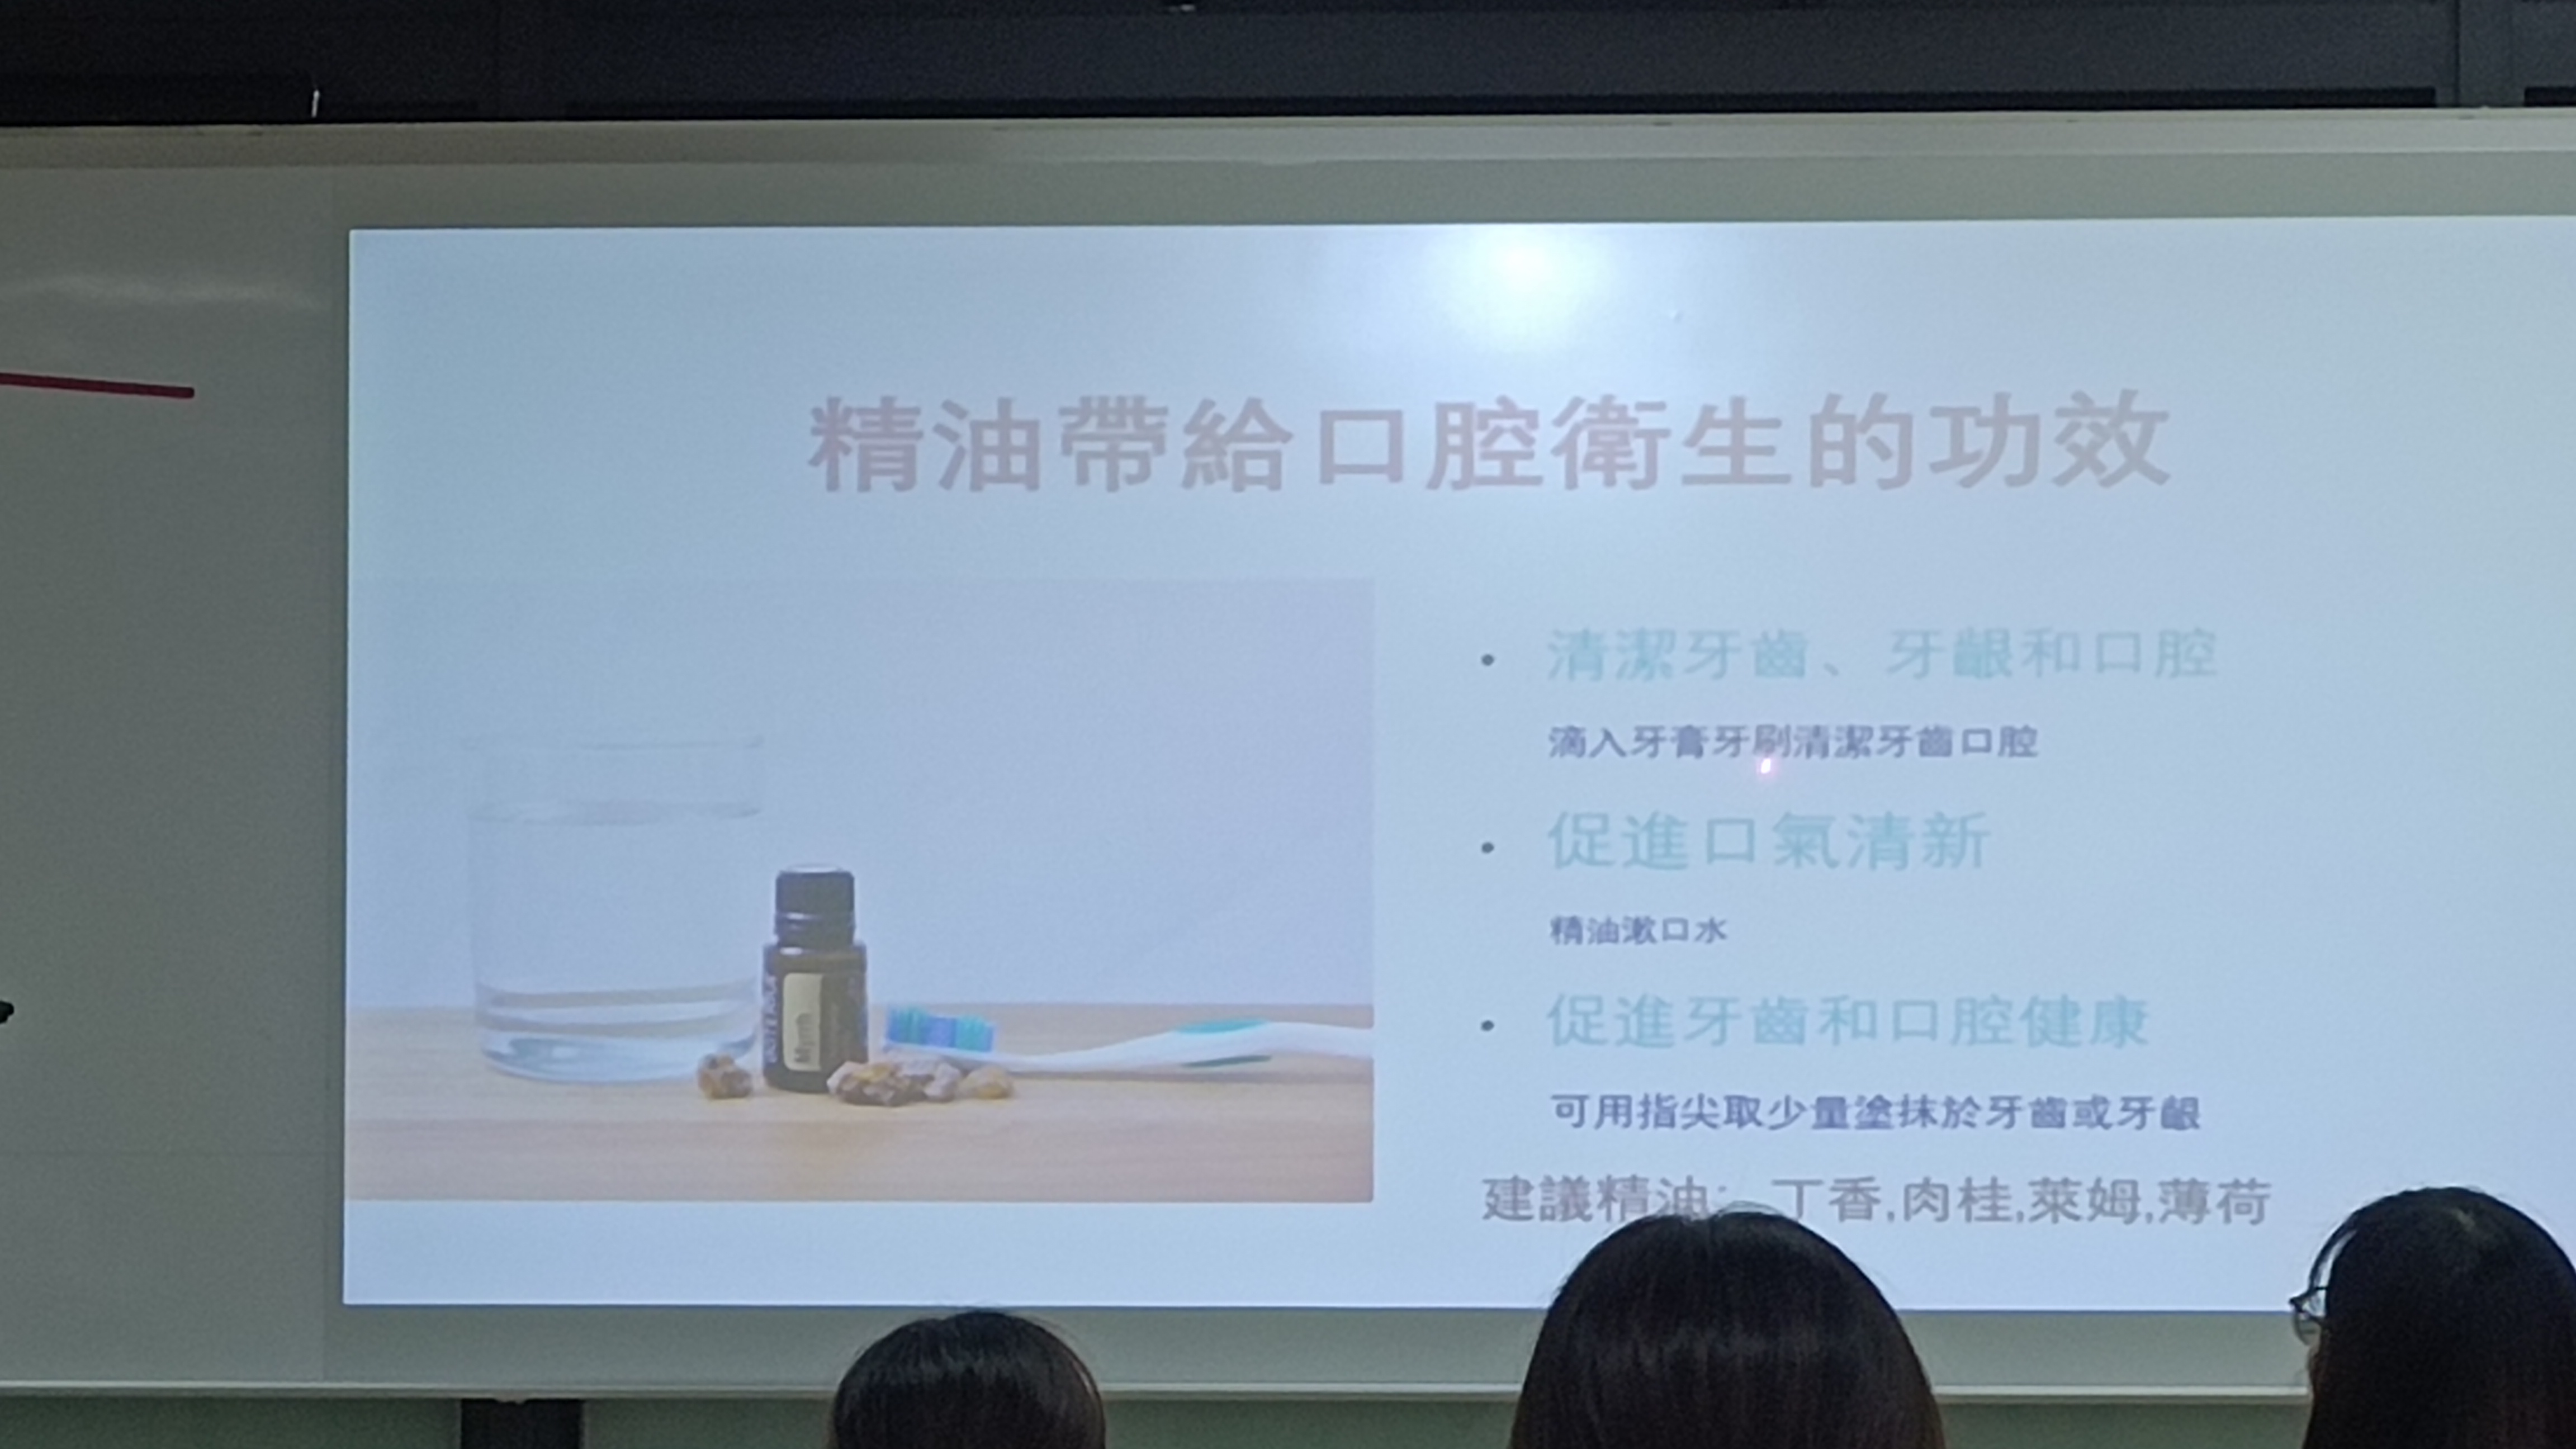 精油帶給口腔衛生的功效
清潔牙齒、牙齦和口腔
滴入牙膏牙刷清潔牙齒口腔
促進口氣清新
精油漱口水
促進牙齒和口腔健康
可用指尖取少量塗抹於牙齒或牙齦
建議精油: 丁香,肉桂,萊姆,薄荷
Myrrh